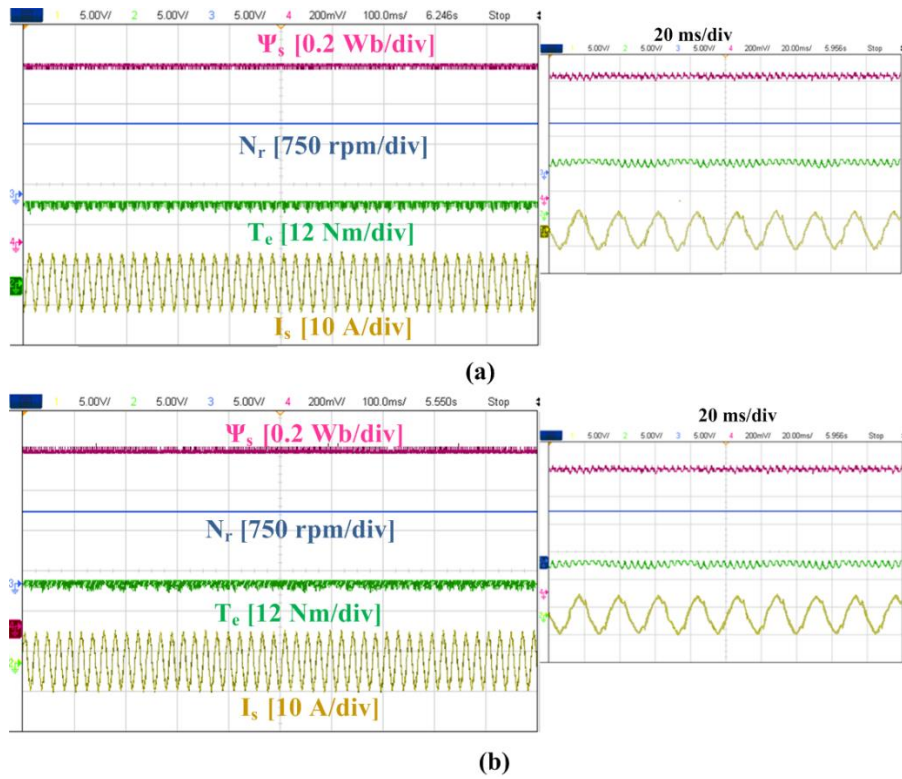 1 5.00V/ 2 5.00V/ 3 5.00V/ 4 200mV/ 100.0ms/ 6.246s Stop
Ψs [0.2 Wb/div]
Nr [750 rpm/div]
Te [12 Nm/div]
Is [10 A/div]
20 ms/div
1 5.00V/ 2 5.00V/ 3 5.00V/ 4 200mV/ 20.00ms/ 5.956s Stop
(a)
1 5.00V/ 2 5.00V/ 3 5.00V/ 4 200mV/ 100.0ms/ 5.550s Stop
Ψs [0.2 Wb/div]
Nr [750 rpm/div]
Te [12 Nm/div]
Is [10 A/div]
20 ms/div
1 5.00V/ 2 5.00V/ 3 5.00V/ 4 200mV/ 20.00ms/ 5.956s Stop
(b)